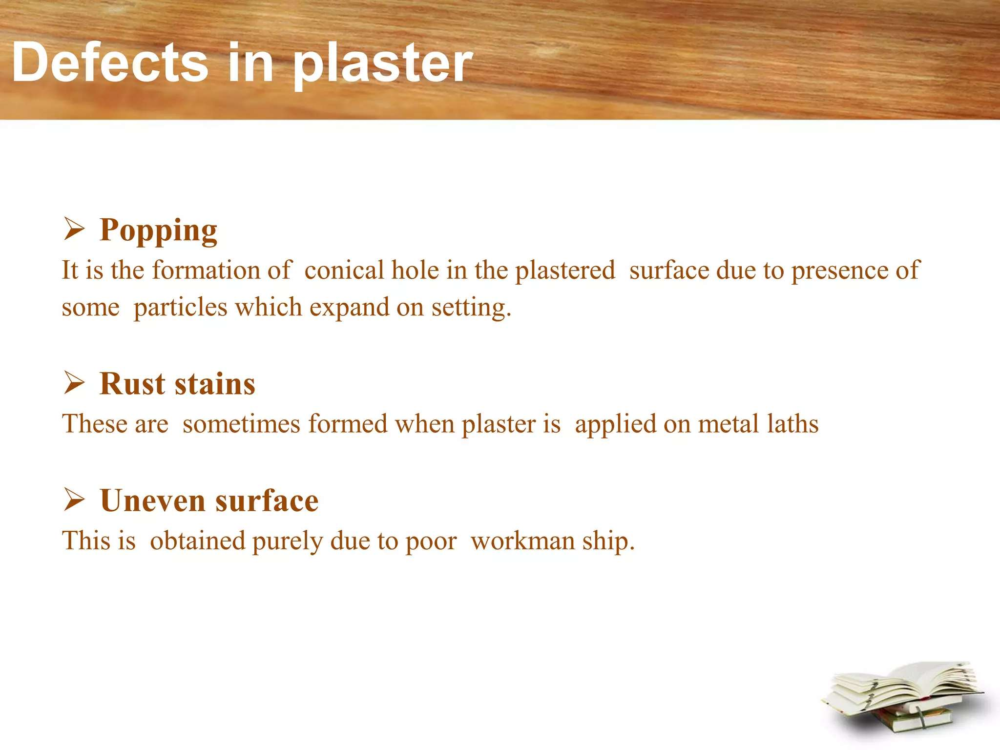 Defects in plaster
➢ Popping
It is the formation of  conical hole in the plastered  surface due to presence of
some  particles which expand on setting.
➢ Rust stains
These are  sometimes formed when plaster is  applied on metal laths
➢ Uneven surface
This is  obtained purely due to poor  workman ship.